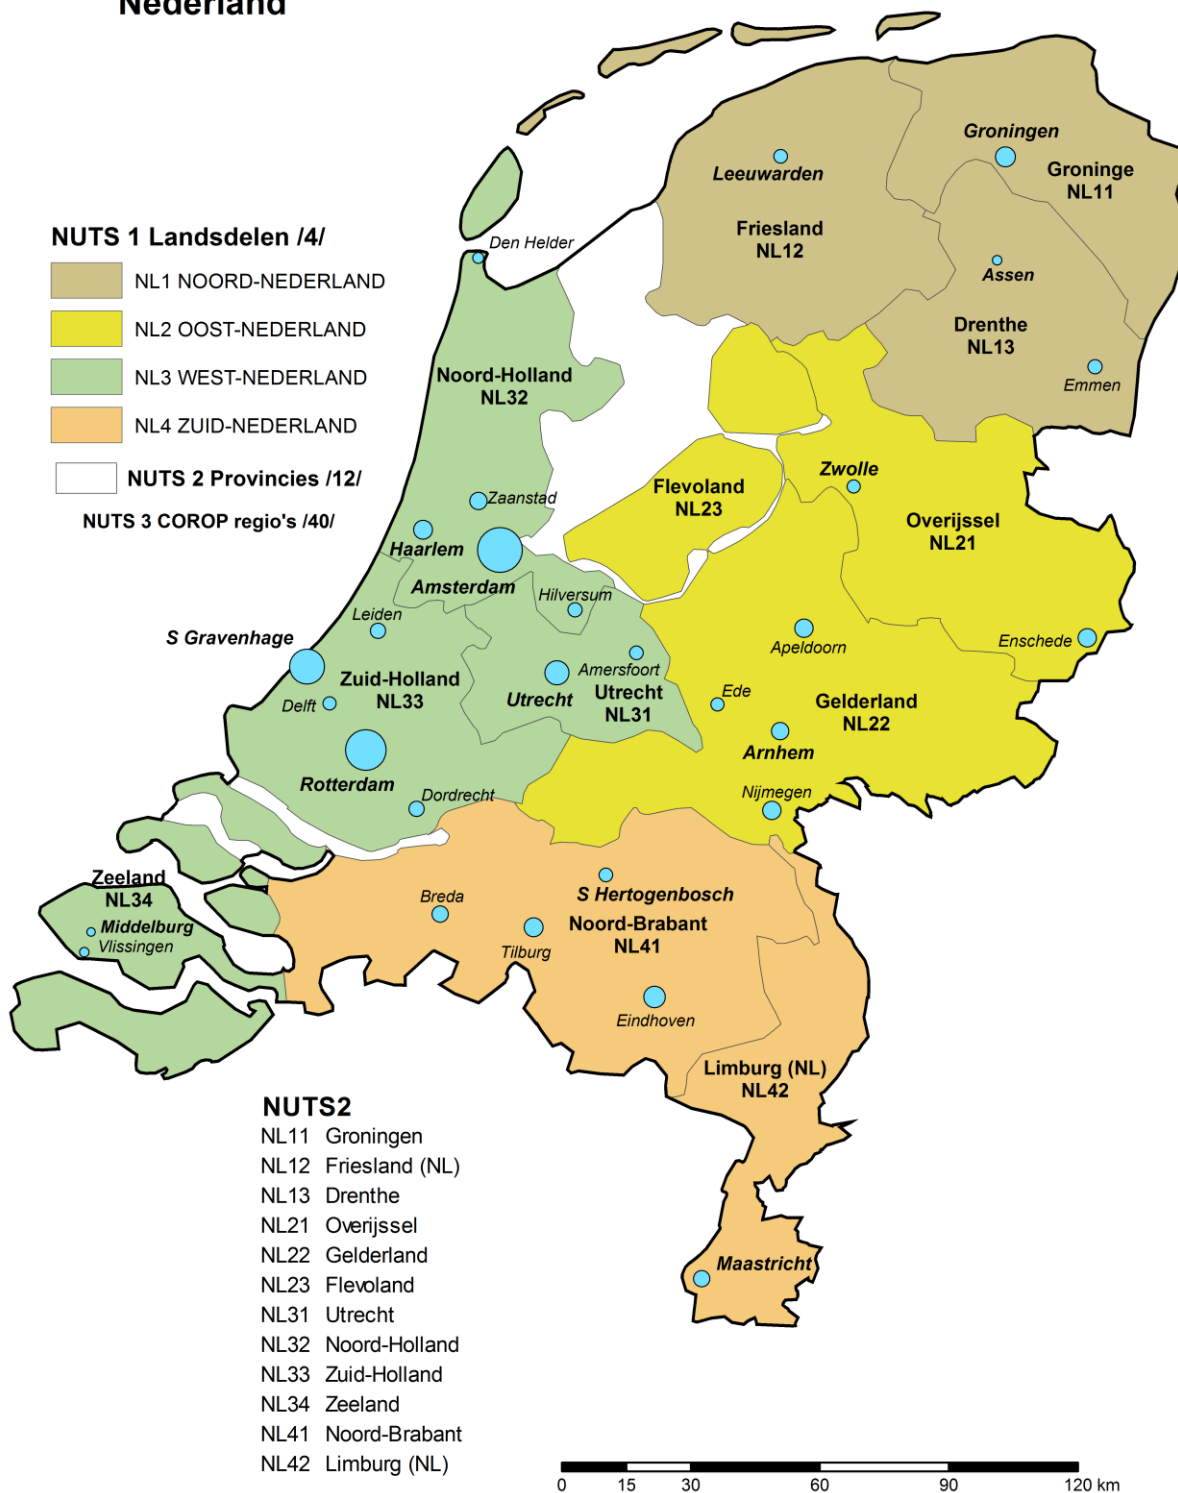 Nederland
Groningen
Leeuwarden
Groninge
NL11
Friesland
NL12
NUTS 1 Landsdelen /4/
Den Helder
Assen
NL1 NOORD-NEDERLAND
NL2 OOST-NEDERLAND
Drenthe
NL13
NL3 WEST-NEDERLAND
Noord-Holland
NL32
Emmen
NL4 ZUID-NEDERLAND
NUTS 2 Provincies /12/
Zwolle
Flevoland
NL23
Zaanstad
NUTS 3 COROP regio's /40/
Overijssel
NL21
Haarlem
Amsterdam
Hilversum
Leiden
S Gravenhage
Apeldoorn
Enschede
Amersfoort
Zuid-Holland
NL33
Utrecht
Utrecht
NL31
Ede
Delft
Gelderland
NL22
Arnhem
Rotterdam
Dordrecht
Nijmegen
Zeeland
NL34
Breda
S Hertogenbosch
Middelburg
Vlissingen
Noord-Brabant
NL41
Tilburg
Eindhoven
Limburg (NL)
NL42
NUTS2
NL11 Groningen
NL12 Friesland (NL)
NL13 Drenthe
NL21 Overijssel
NL22 Gelderland
NL23 Flevoland
NL31 Utrecht
NL32 Noord-Holland
NL33 Zuid-Holland
NL34 Zeeland
NL41 Noord-Brabant
NL42 Limburg (NL)
Maastricht
0 15 30 60 90 120 km